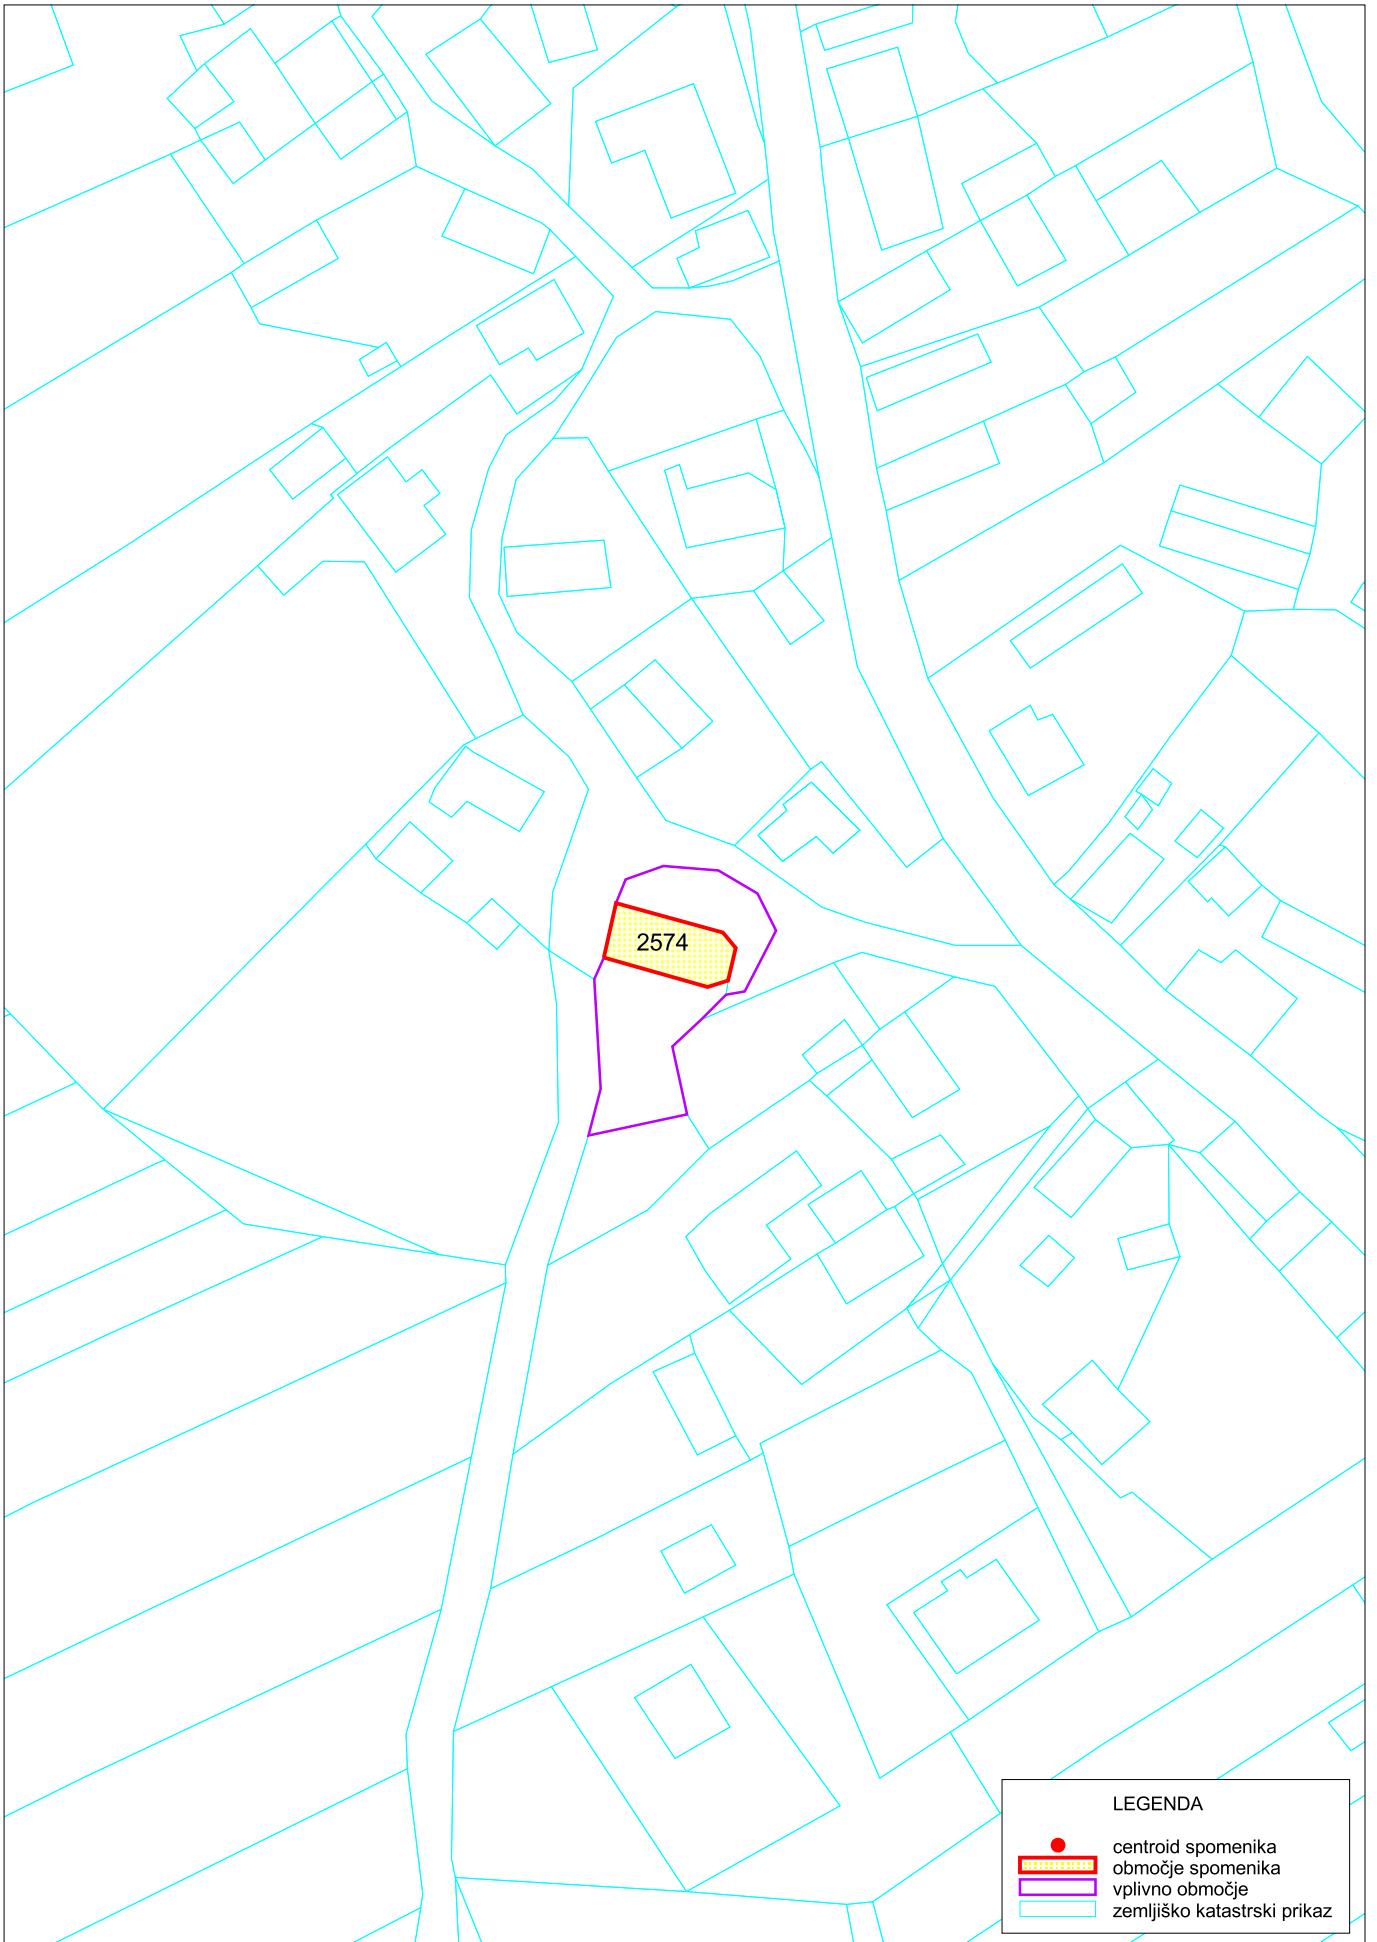 2574
LEGENDA
centroid spomenika
območje spomenika
vplivno območje
zemljiško katastrski prikaz